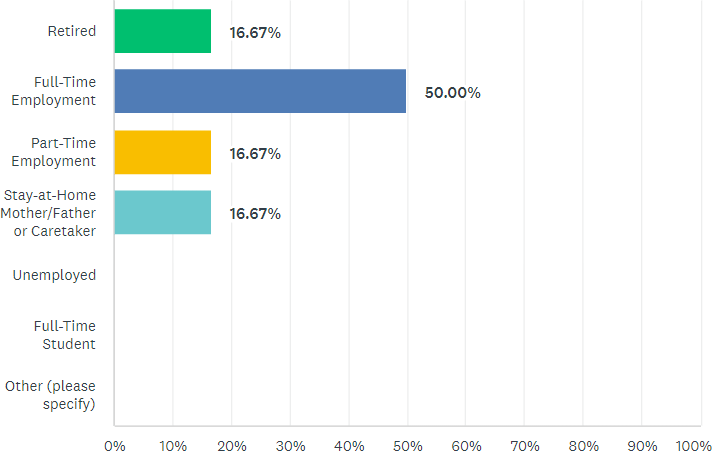 Retired
16.67%
Full-Time
Employment
50.00%
Part-Time
Employment
16.67%
Stay-at-Home
Mother/Father
or Caretaker
16.67%
Unemployed
Full-Time
Student
Other (please
specify)
0% 10% 20% 30% 40% 50% 60% 70% 80% 90% 100%